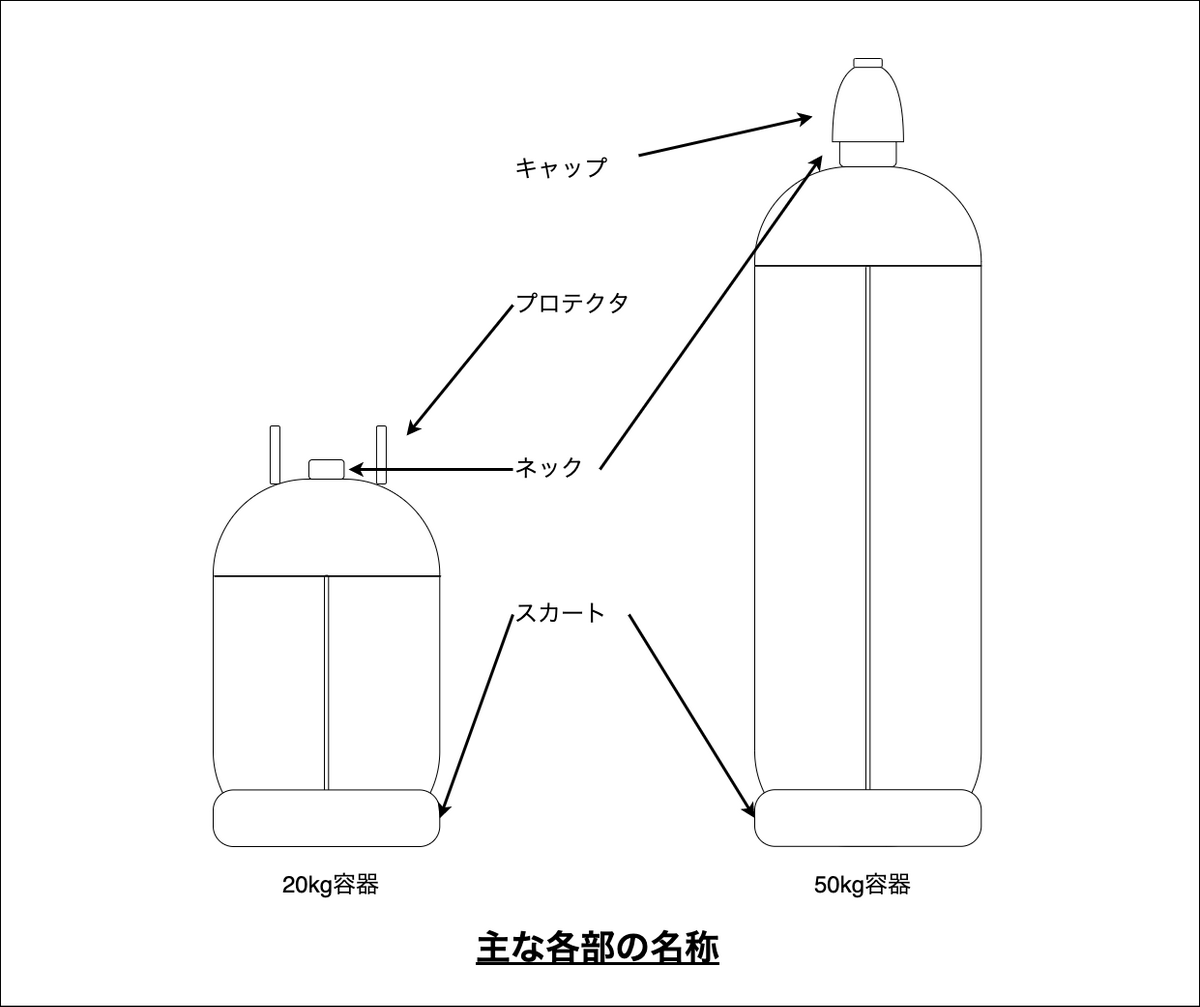 キャップ
プロテクタ
ネック
スカート
20kg容器
50kg容器
主な各部の名称